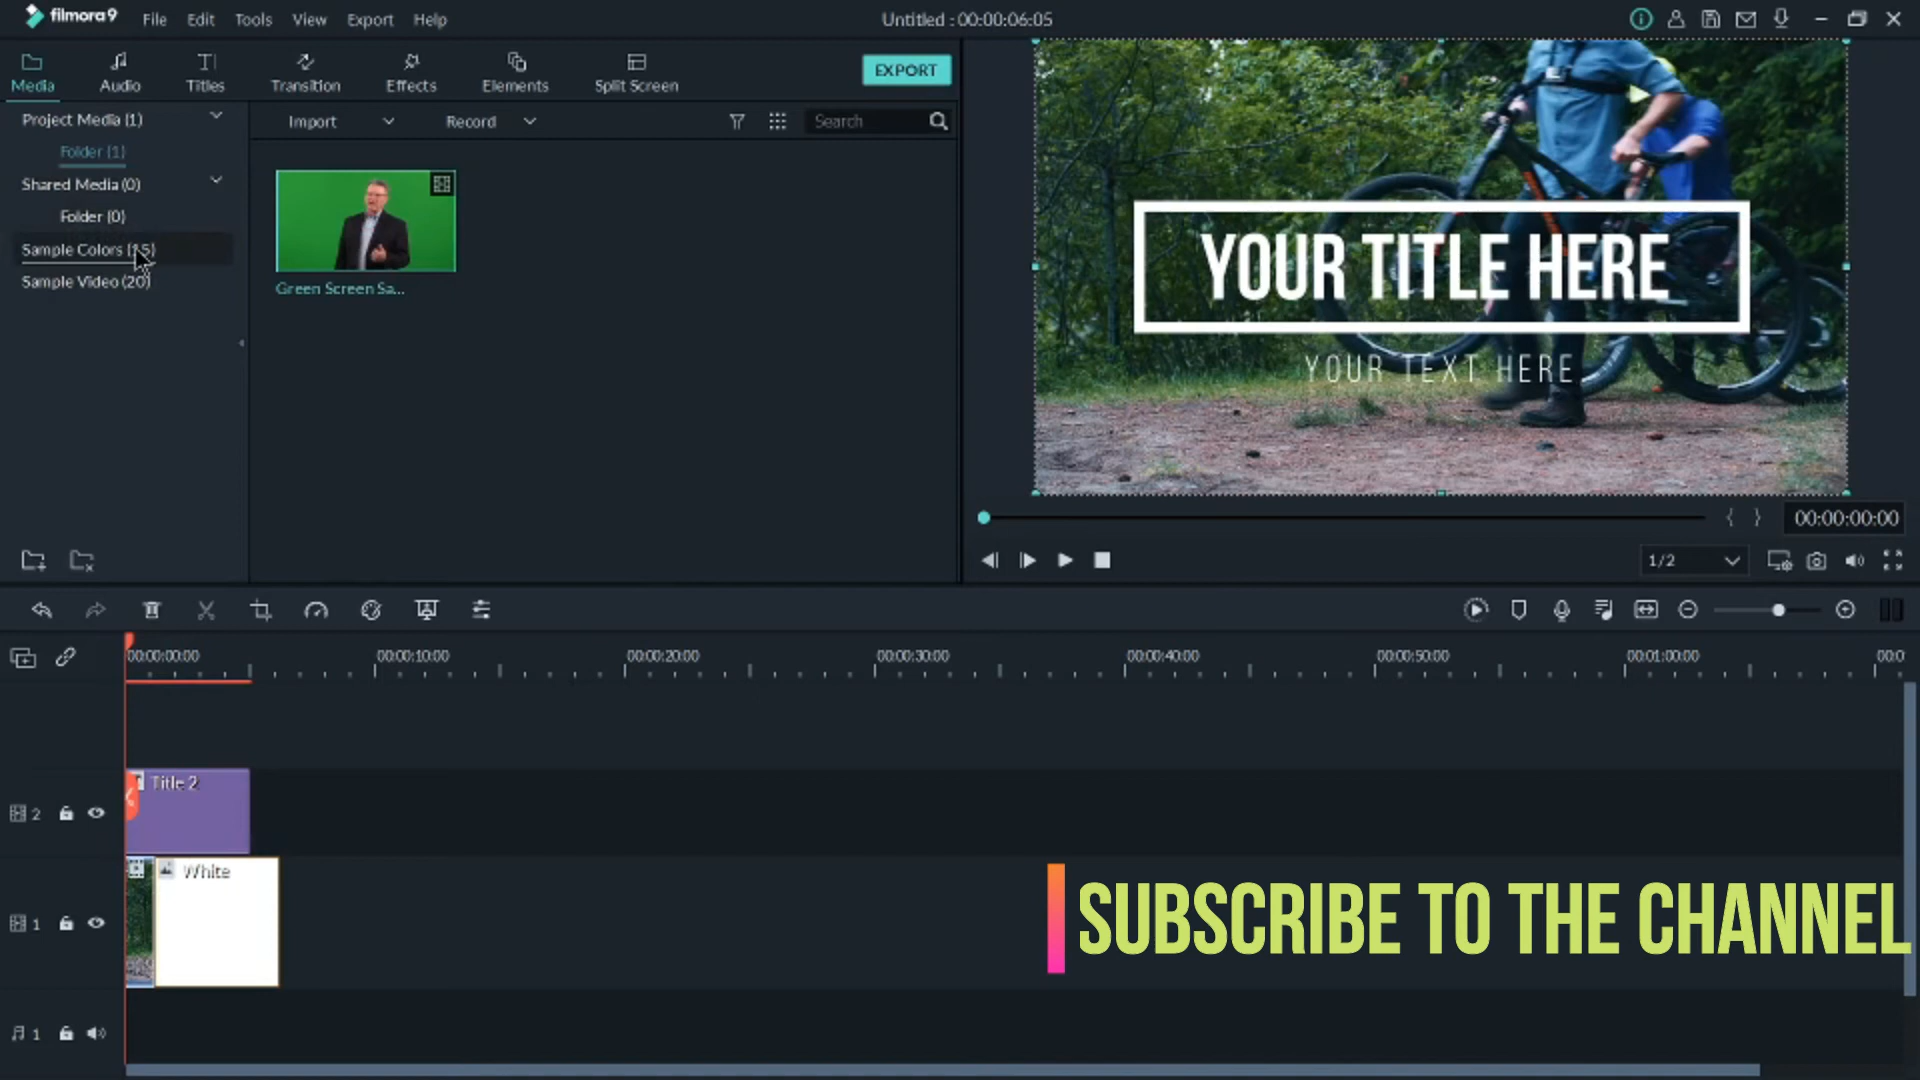 filmora9
File Edit Tools View Export Help
Untitled : 00:00:06:05
Media Audio Titles Transition Effects Elements Split Screen
EXPORT
Project Media (1)
Folder (1)
Shared Media (0)
Folder (0)
Sample Colors (15)
Sample Video (20)
Import Record Search
Green Screen Sa...
YOUR TITLE HERE
YOUR TEXT HERE
00:00:00:00
1/2
00:00:00:00 00:00:10:00 00:00:20:00 00:00:30:00 00:00:40:00 00:00:50:00 00:01:00:00 00:0
Title 2
2
White
1
SUBSCRIBE TO THE CHANNEL
1